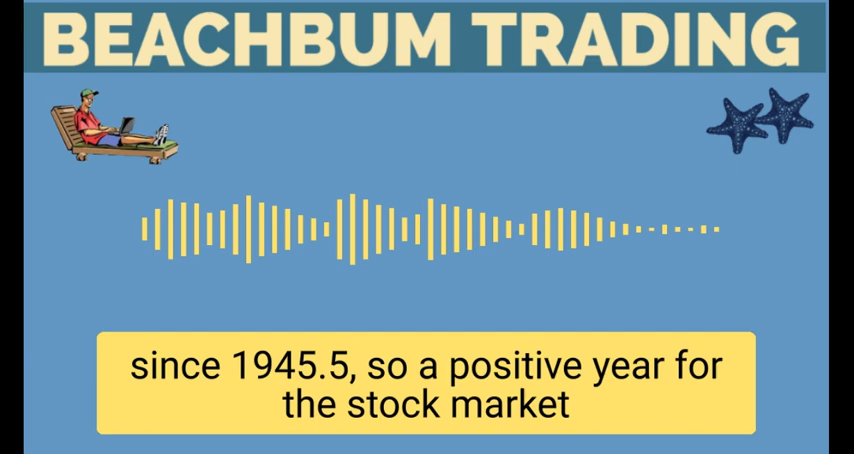 BEACHBUM TRADING
since 1945.5, so a positive year for
the stock market